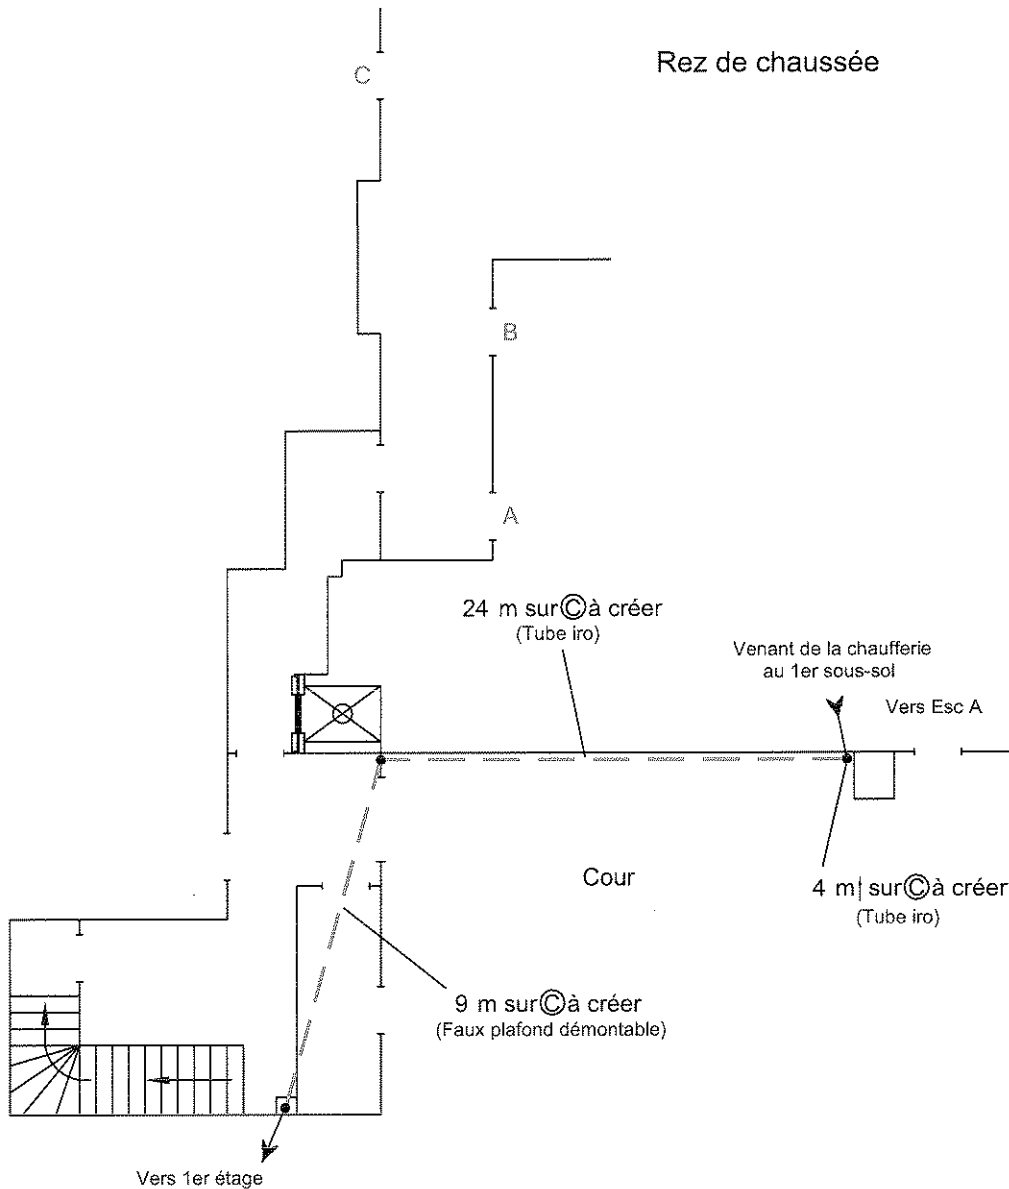 Rez de chaussée
C
B
A
24 m sur Ⓒ à créer
(Tube iro)
Venant de la chaufferie
au 1er sous-sol
Vers Esc A
Cour
4 m| sur Ⓒ à créer
(Tube iro)
9 m sur Ⓒ à créer
(Faux plafond démontable)
Vers 1er étage